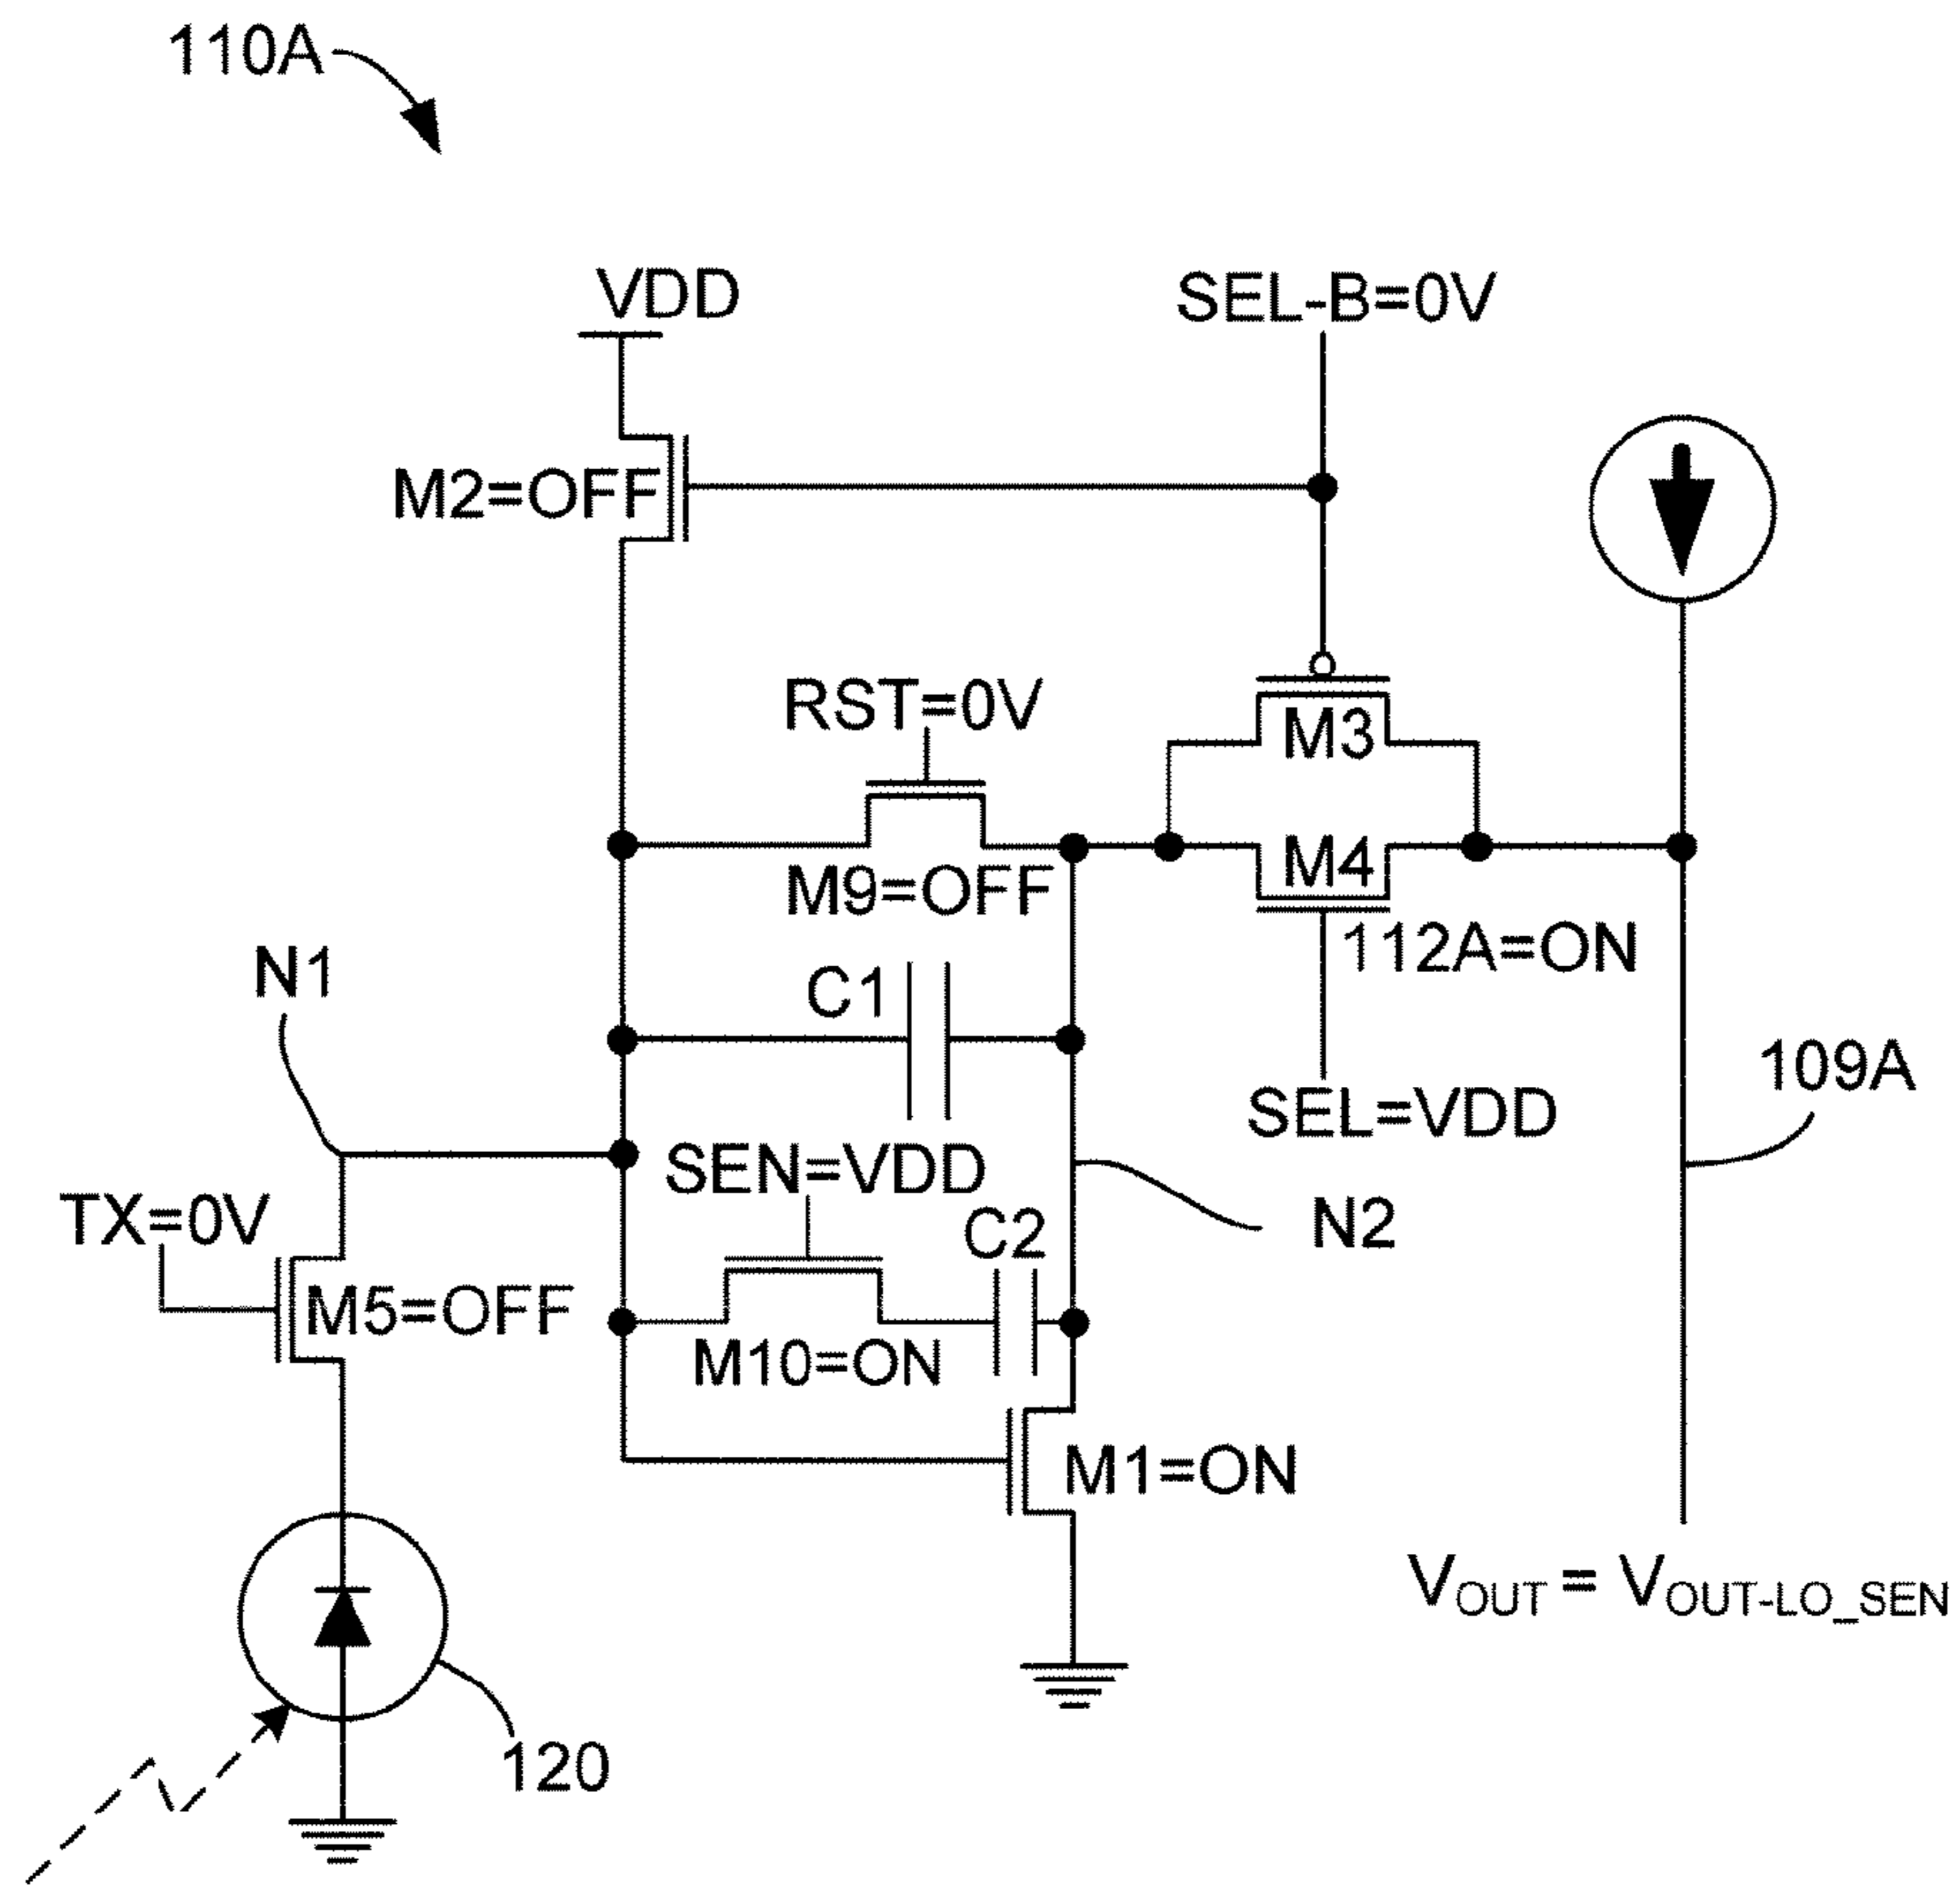 110A
VDD
SEL-B=0V
M2=OFF
RST=0V
M3
M9=OFF
M4
112A=ON
N1
C1
109A
SEL=VDD
SEN=VDD
TX=0V
C2
N2
M5=OFF
M10=ON
M1=ON
VOUT = VOUT-LO_SEN
120